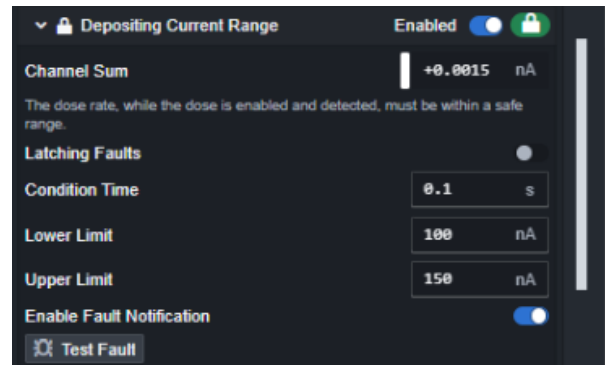 Depositing Current Range Enabled
Channel Sum +0.0015 nA
The dose rate, while the dose is enabled and detected, must be within a safe
range.
Latching Faults
Condition Time 0.1 s
Lower Limit 100 nA
Upper Limit 150 nA
Enable Fault Notification
Test Fault